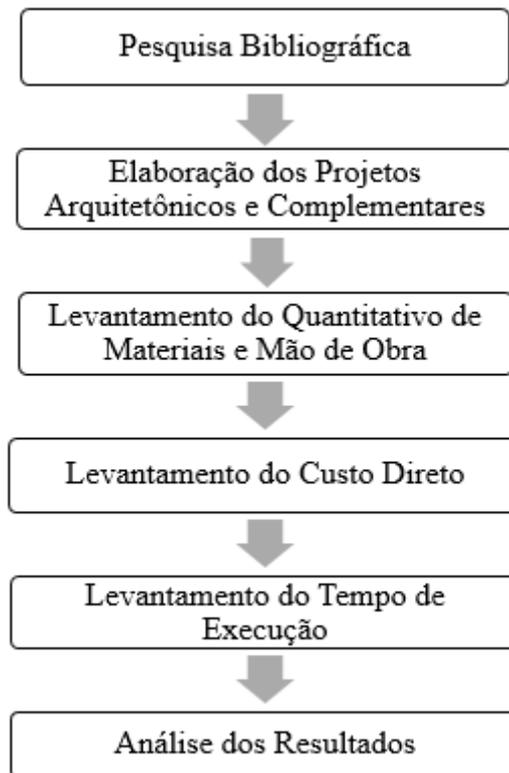 Pesquisa Bibliográfica
Elaboração dos Projetos
Arquitetônicos e Complementares
Levantamento do Quantitativo de
Materiais e Mão de Obra
Levantamento do Custo Direto
Levantamento do Tempo de
Execução
Análise dos Resultados